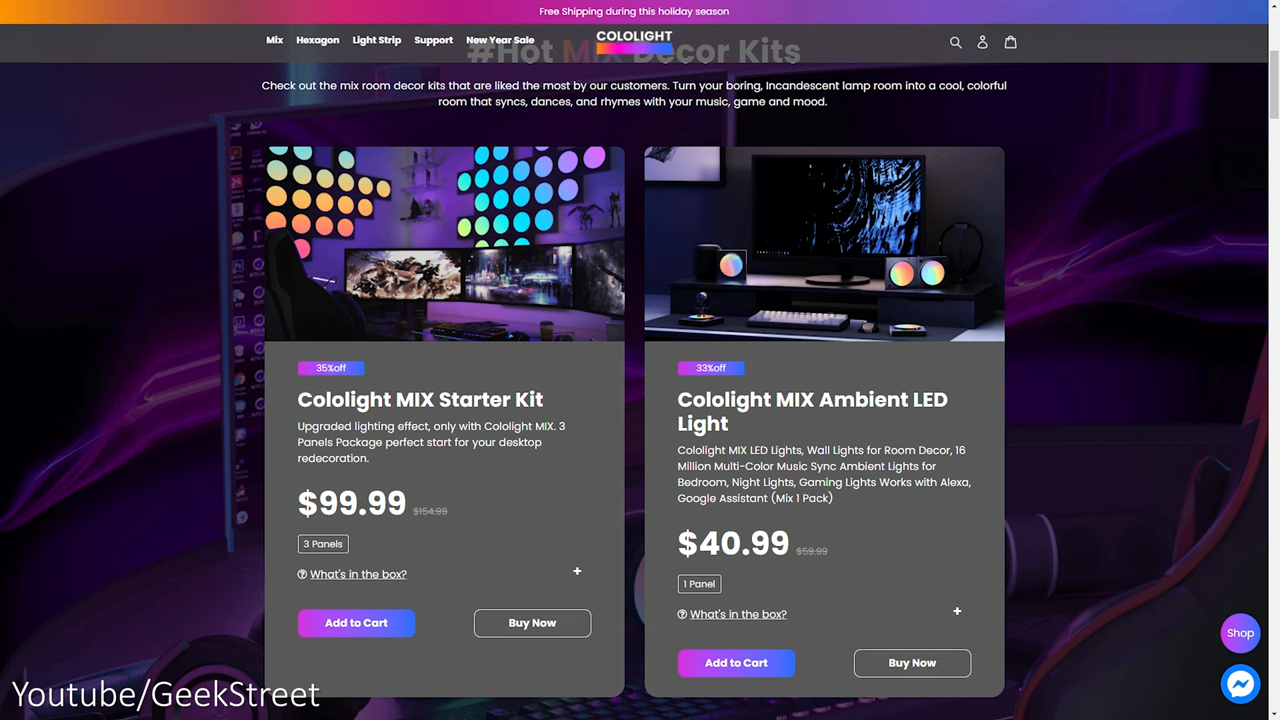 Free Shipping during this holiday season
Mix Hexagon Light Strip Support New Year Sale
COLOLIGHT
#Hot Mix Decor Kits
Check out the mix room decor kits that are liked the most by our customers. Turn your boring, Incandescent lamp room into a cool, colorful
room that syncs, dances, and rhymes with your music, game and mood.
35%off
Cololight MIX Starter Kit
Upgraded lighting effect, only with Cololight MIX. 3
Panels Package perfect start for your desktop
redecoration.
$99.99 $154.99
3 Panels
What's in the box? +
Add to Cart Buy Now
33%off
Cololight MIX Ambient LED
Light
Cololight MIX LED Lights, Wall Lights for Room Decor, 16
Million Multi-Color Music Sync Ambient Lights for
Bedroom, Night Lights, Gaming Lights Works with Alexa,
Google Assistant (Mix 1 Pack)
$40.99 $59.99
1 Panel
What's in the box? +
Add to Cart Buy Now
Shop
Youtube/GeekStreet